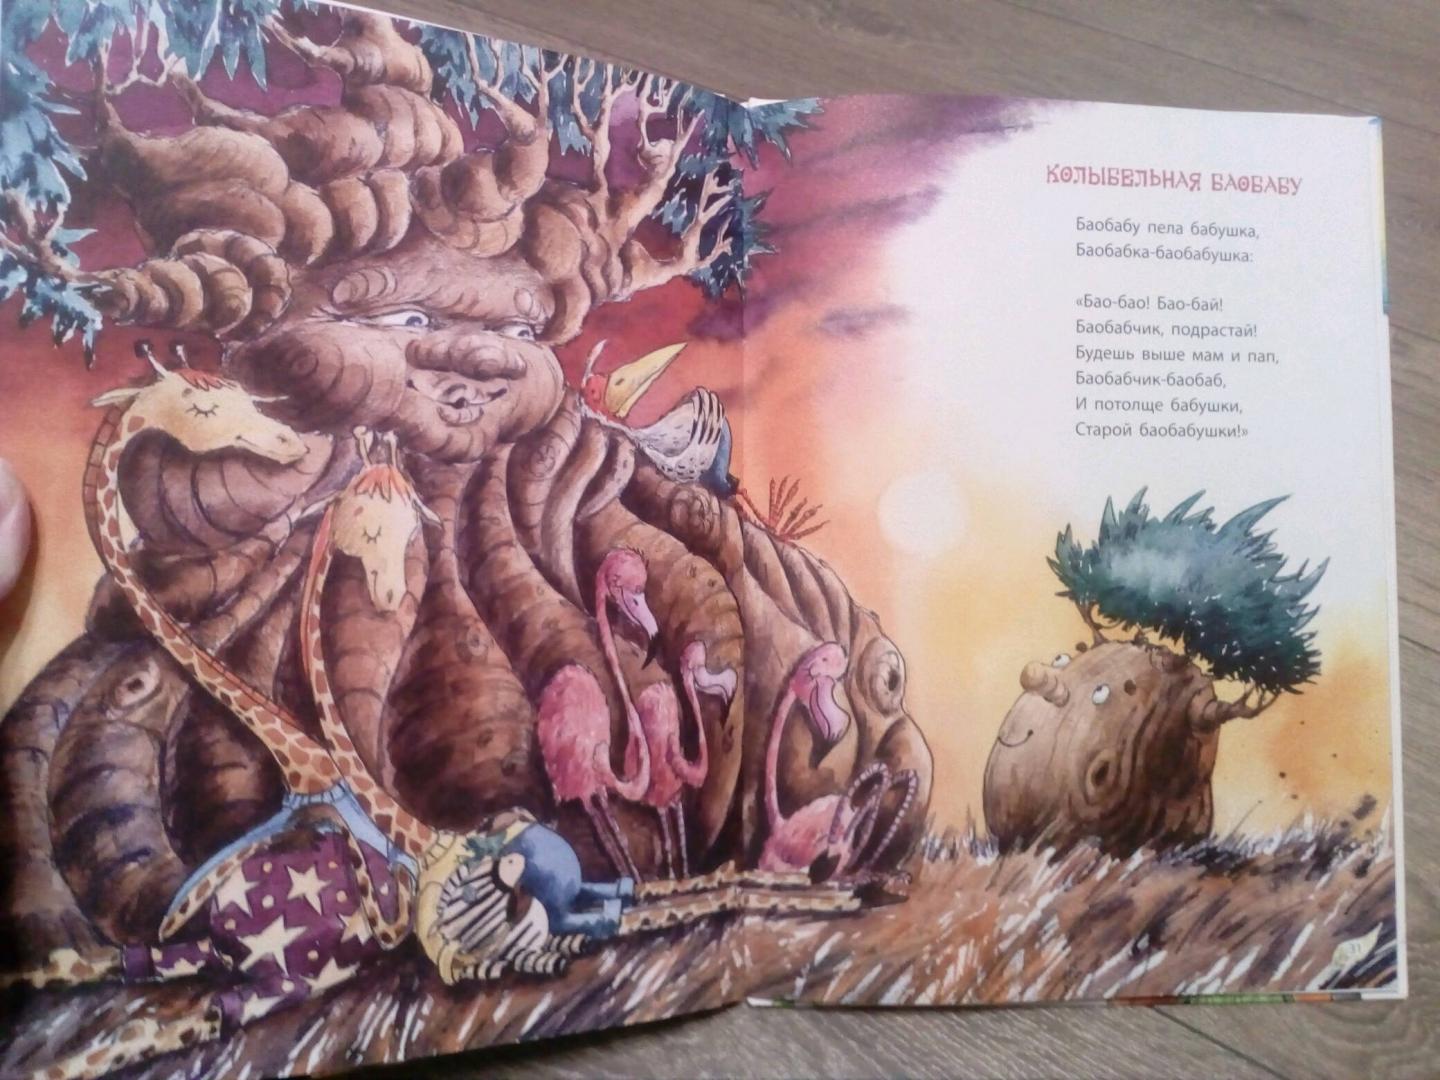 КОЛЫБЕЛЬНАЯ БАОБАБУ
Баобабу пела бабушка,
Баобабка-баобабушка:
«Бао-бао! Бао-бай!
Баобабчик, подрастай!
Будешь выше мам и пап,
Баобабчик-баобаб,
И потолще бабушки,
Старой баобабушки!»
31